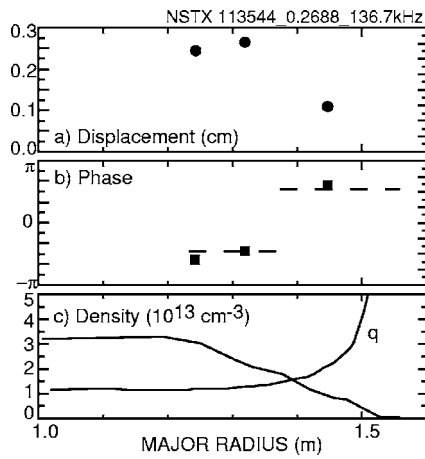 NSTX 113544_0.2688_136.7kHz
0.3
0.2
0.1
0.0
a) Displacement (cm)
π
b) Phase
0
−π
5
c) Density (10¹³ cm⁻³)
q
4
3
2
1
0
1.0
1.5
MAJOR RADIUS (m)